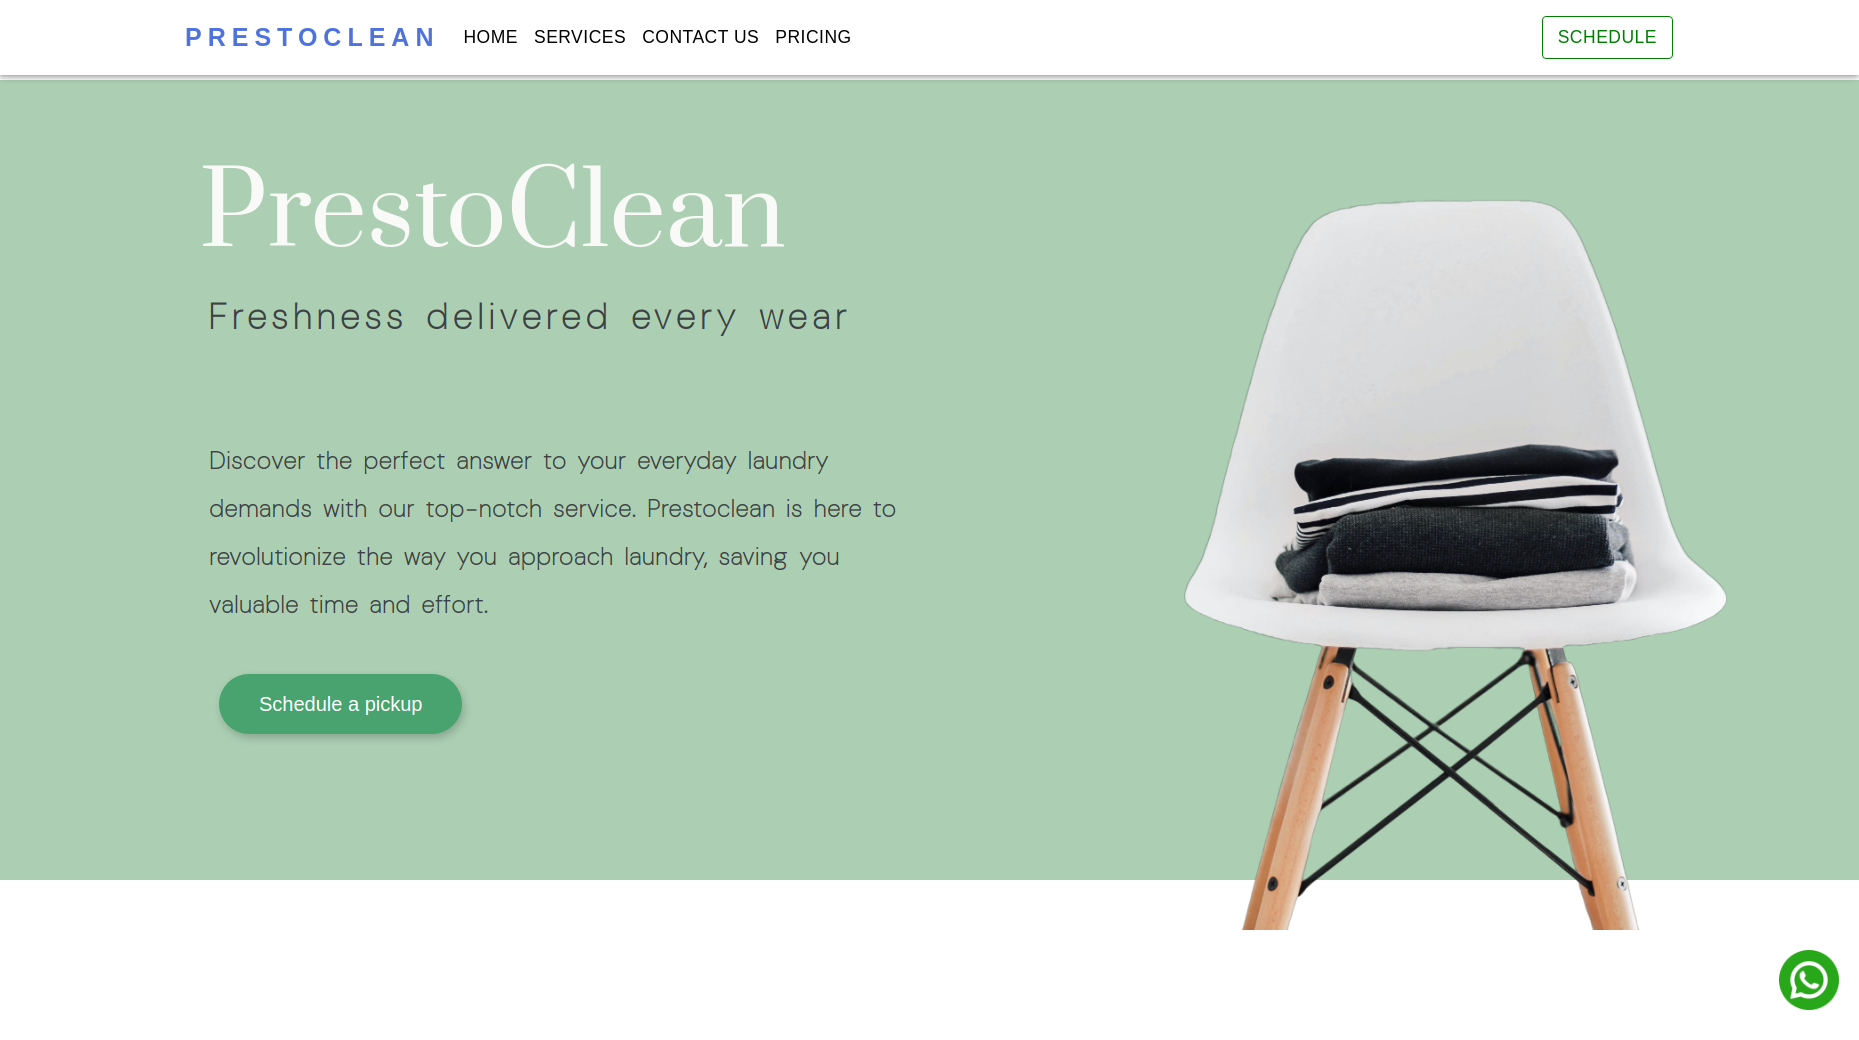 PRESTOCLEAN
HOME SERVICES CONTACT US PRICING
SCHEDULE
PrestoClean
Freshness delivered every wear
Discover the perfect answer to your everyday laundry
demands with our top-notch service. Prestoclean is here to
revolutionize the way you approach laundry, saving you
valuable time and effort.
Schedule a pickup